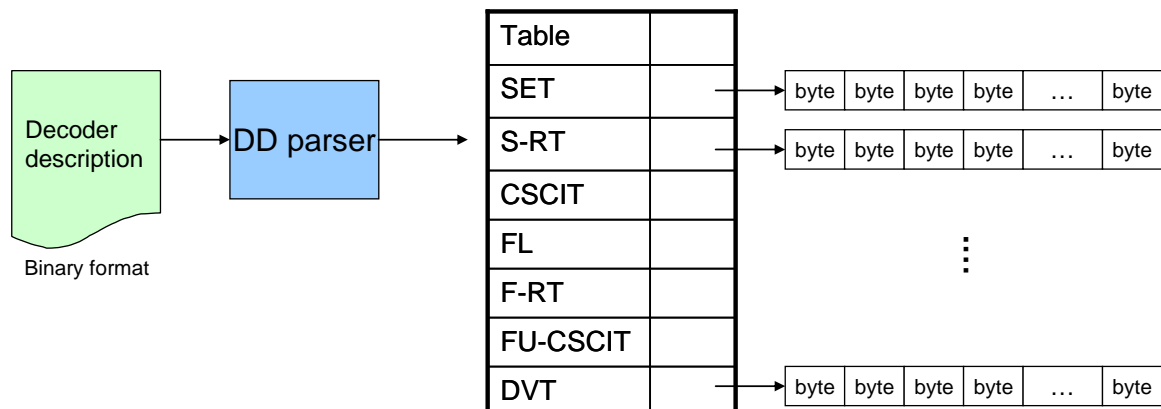 Table
SET
byte byte byte byte … byte
Decoder
description
DD parser
S-RT
byte byte byte byte … byte
CSCIT
FL
Binary format
F-RT
FU-CSCIT
DVT
byte byte byte byte … byte